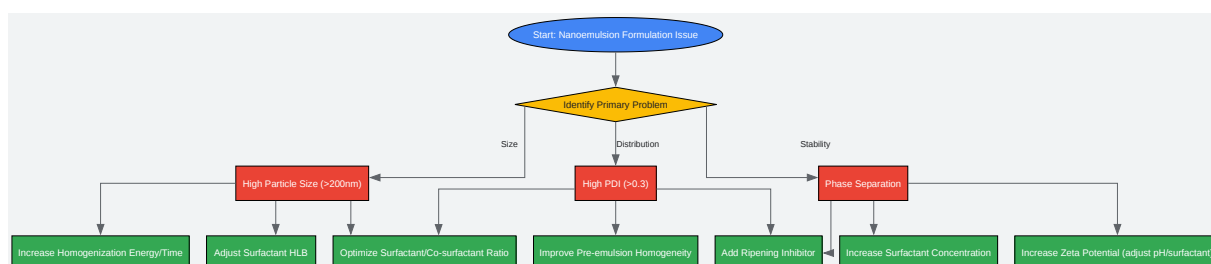 Start: Nanoemulsion Formulation Issue
Identify Primary Problem
Size
Distribution
Stability
High Particle Size (>200nm)
High PDI (>0.3)
Phase Separation
Increase Homogenization Energy/Time
Adjust Surfactant HLB
Optimize Surfactant/Co-surfactant Ratio
Improve Pre-emulsion Homogeneity
Add Ripening Inhibitor
Increase Surfactant Concentration
Increase Zeta Potential (adjust pH/surfactant)